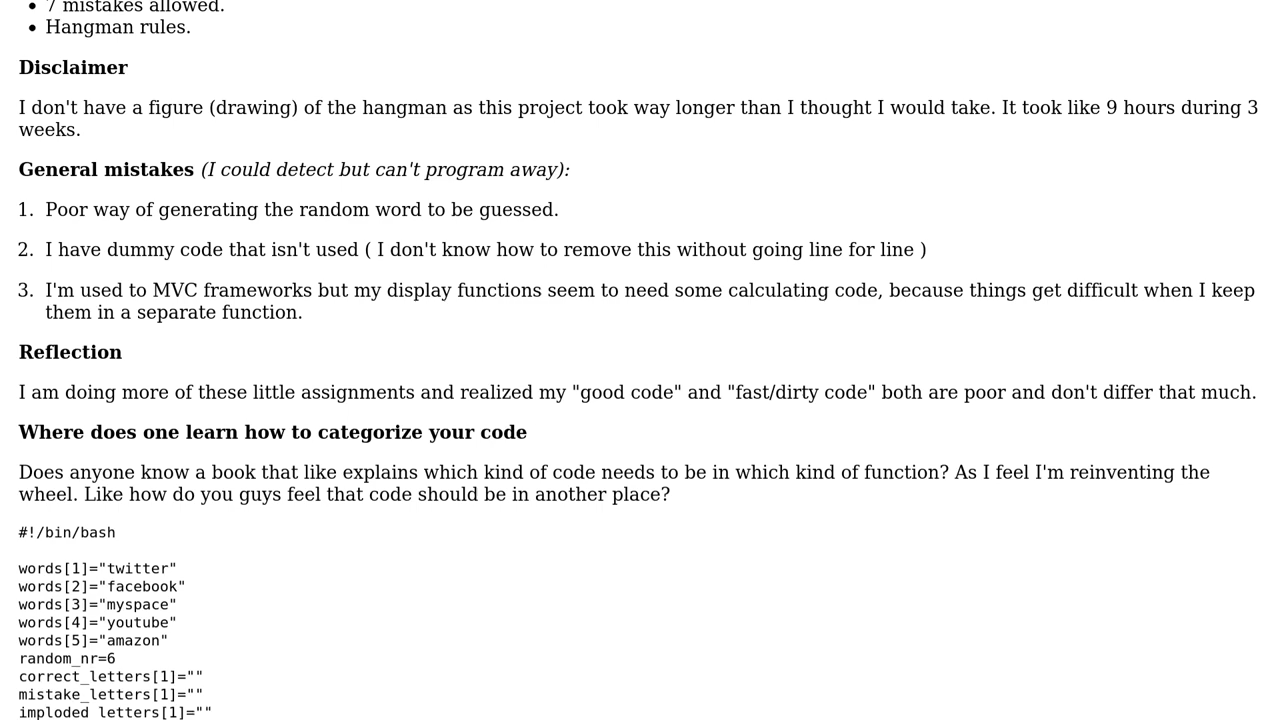 7 mistakes allowed.
Hangman rules.
Disclaimer
I don't have a figure (drawing) of the hangman as this project took way longer than I thought I would take. It took like 9 hours during 3
weeks.
General mistakes (I could detect but can't program away):
1. Poor way of generating the random word to be guessed.
2. I have dummy code that isn't used ( I don't know how to remove this without going line for line )
3. I'm used to MVC frameworks but my display functions seem to need some calculating code, because things get difficult when I keep
them in a separate function.
Reflection
I am doing more of these little assignments and realized my "good code" and "fast/dirty code" both are poor and don't differ that much.
Where does one learn how to categorize your code
Does anyone know a book that like explains which kind of code needs to be in which kind of function? As I feel I'm reinventing the
wheel. Like how do you guys feel that code should be in another place?
#!/bin/bash
words[1]="twitter"
words[2]="facebook"
words[3]="myspace"
words[4]="youtube"
words[5]="amazon"
random_nr=6
correct_letters[1]=""
mistake_letters[1]=""
imploded_letters[1]=""